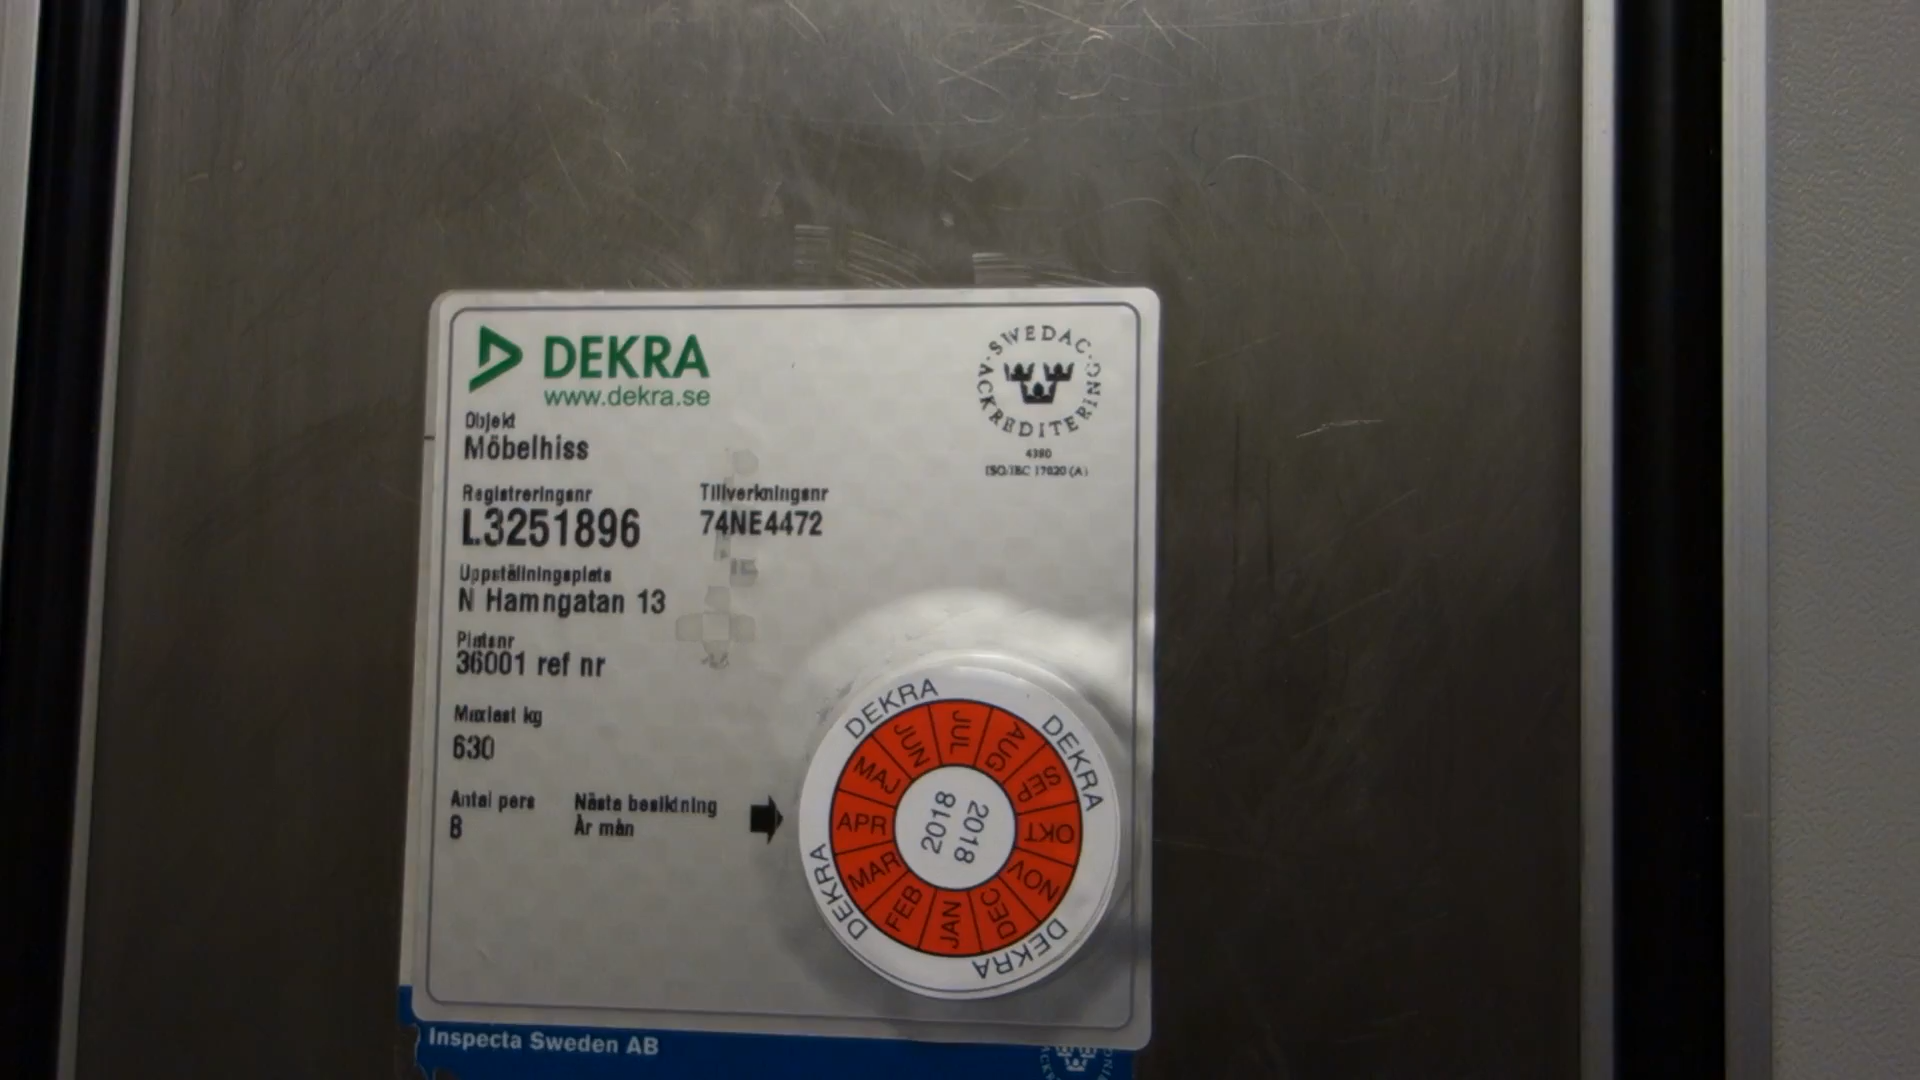 DEKRA
www.dekra.se
SWEDAC ACKREDITERING
4380
ISO/IEC 17020 (A)
Objekt
Möbelhiss
Registreringsnr
L3251896
Tillverkningsnr
74NE4472
Uppställningsplats
N Hamngatan 13
Platsnr
36001 ref nr
Maxlast kg
630
Antal pers
8
Nästa besiktning
År mån
DEKRA DEKRA DEKRA DEKRA
JAN FEB MAR APR MAJ JUN JUL AUG SEP OKT NOV DEC
2018
2018
Inspecta Sweden AB